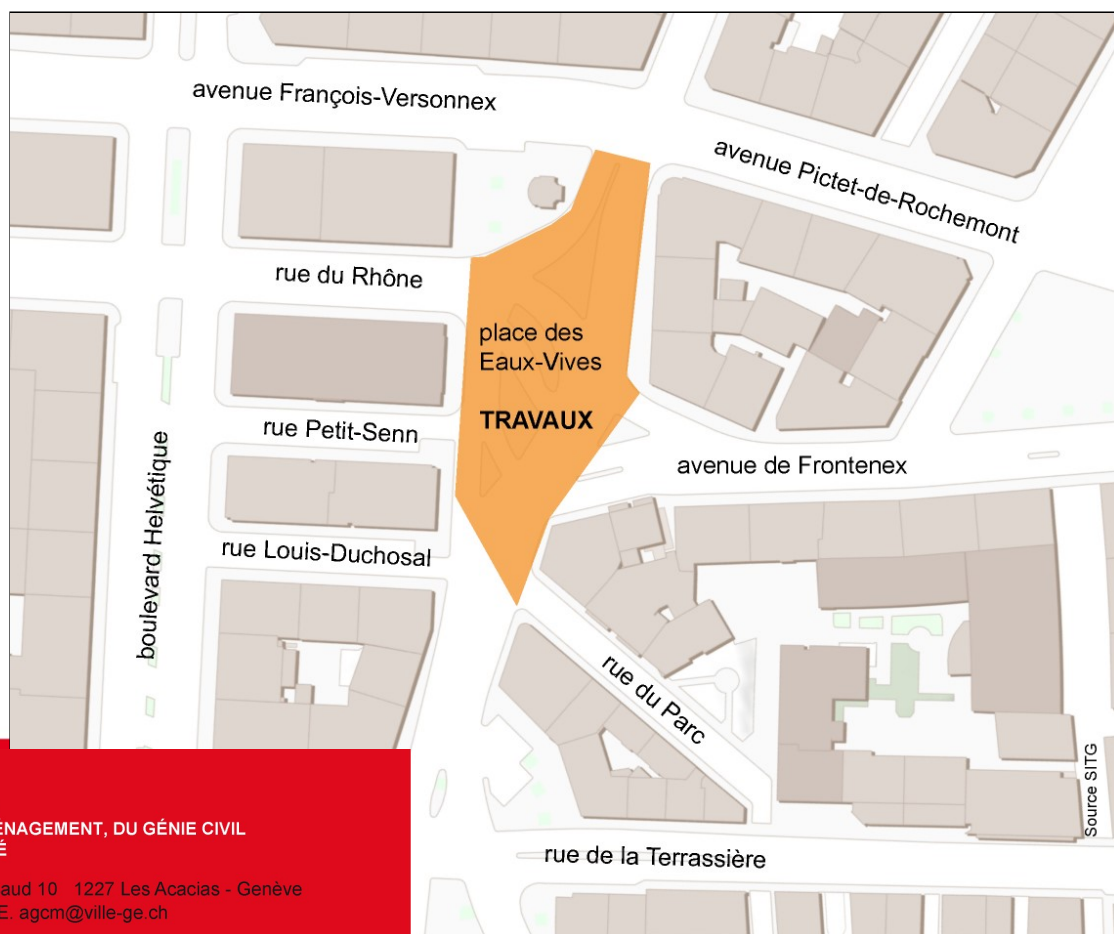 avenue François-Versonnex
avenue Pictet-de-Rochemont
rue du Rhône
place des
Eaux-Vives
TRAVAUX
rue Petit-Senn
avenue de Frontenex
boulevard Helvétique
rue Louis-Duchosal
rue du Parc
Source SITG
rue de la Terrassière
ÉNAGEMENT, DU GÉNIE CIVIL
É
aud 10 1227 Les Acacias - Genève
E. agcm@ville-ge.ch